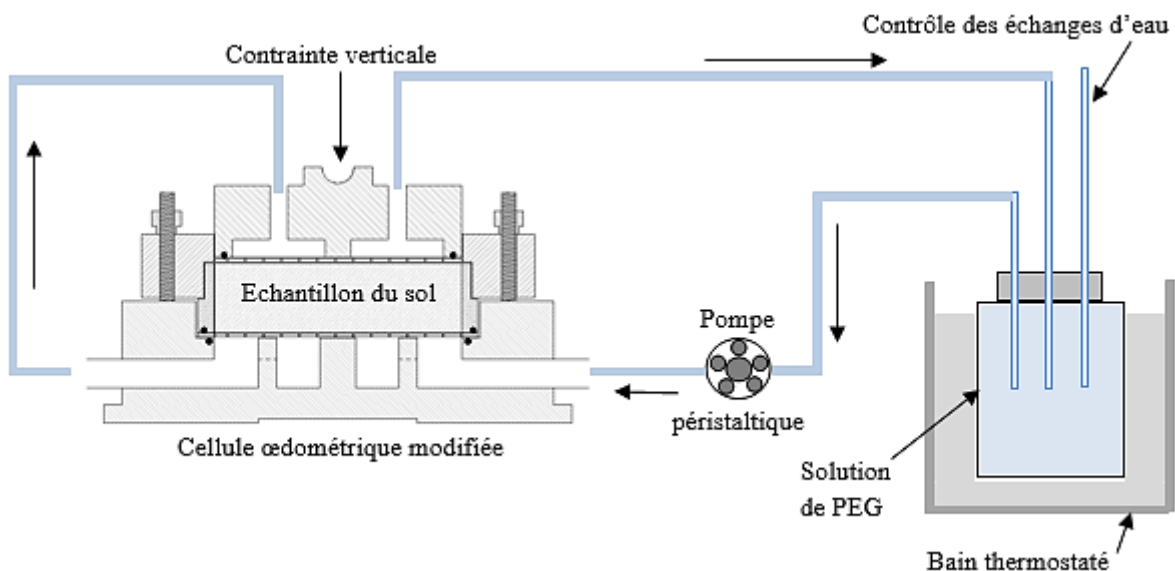 Contrôle des échanges d’eau
Contrainte verticale
Echantillon du sol
Pompe
péristaltique
Cellule œdométrique modifiée
Solution
de PEG
Bain thermostaté